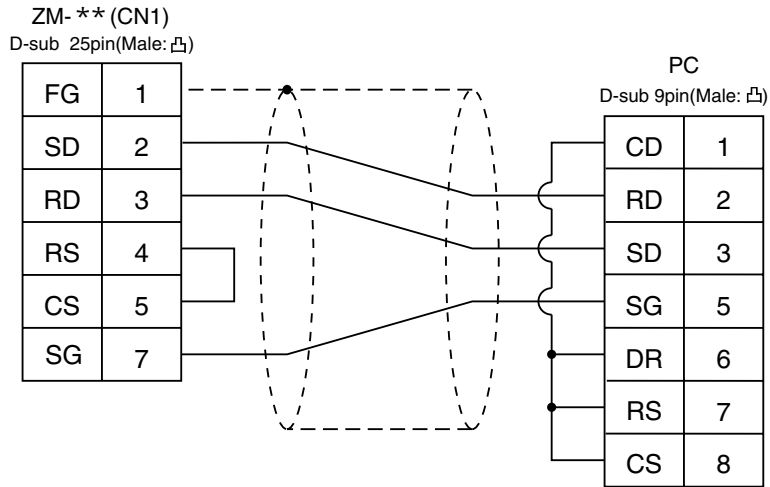 ZM-** (CN1)
D-sub 25pin(Male: 凸)
FG 1
SD 2
RD 3
RS 4
CS 5
SG 7
PC
D-sub 9pin(Male: 凸)
CD 1
RD 2
SD 3
SG 5
DR 6
RS 7
CS 8